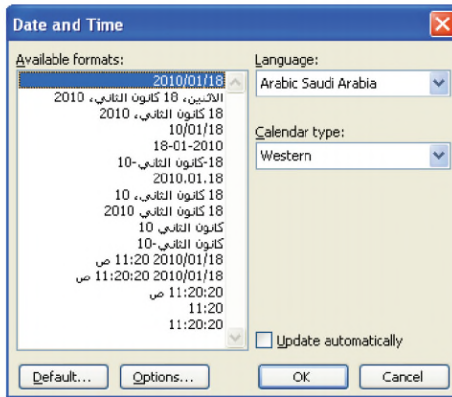 Date and Time
Available formats:
2010/01/18
الاثنين، 18 كانون الثاني، 2010
18 كانون الثاني، 2010
10/01/18
18-01-2010
18-كانون الثاني-10
2010.01.18
18 كانون الثاني، 10
18 كانون الثاني 2010
كانون الثاني 10
كانون الثاني-10
2010/01/18 11:20 ص
2010/01/18 11:20:20 ص
11:20:20 ص
11:20
11:20:20
Language:
Arabic Saudi Arabia
Calendar type:
Western
Update automatically
Default...
Options...
OK
Cancel